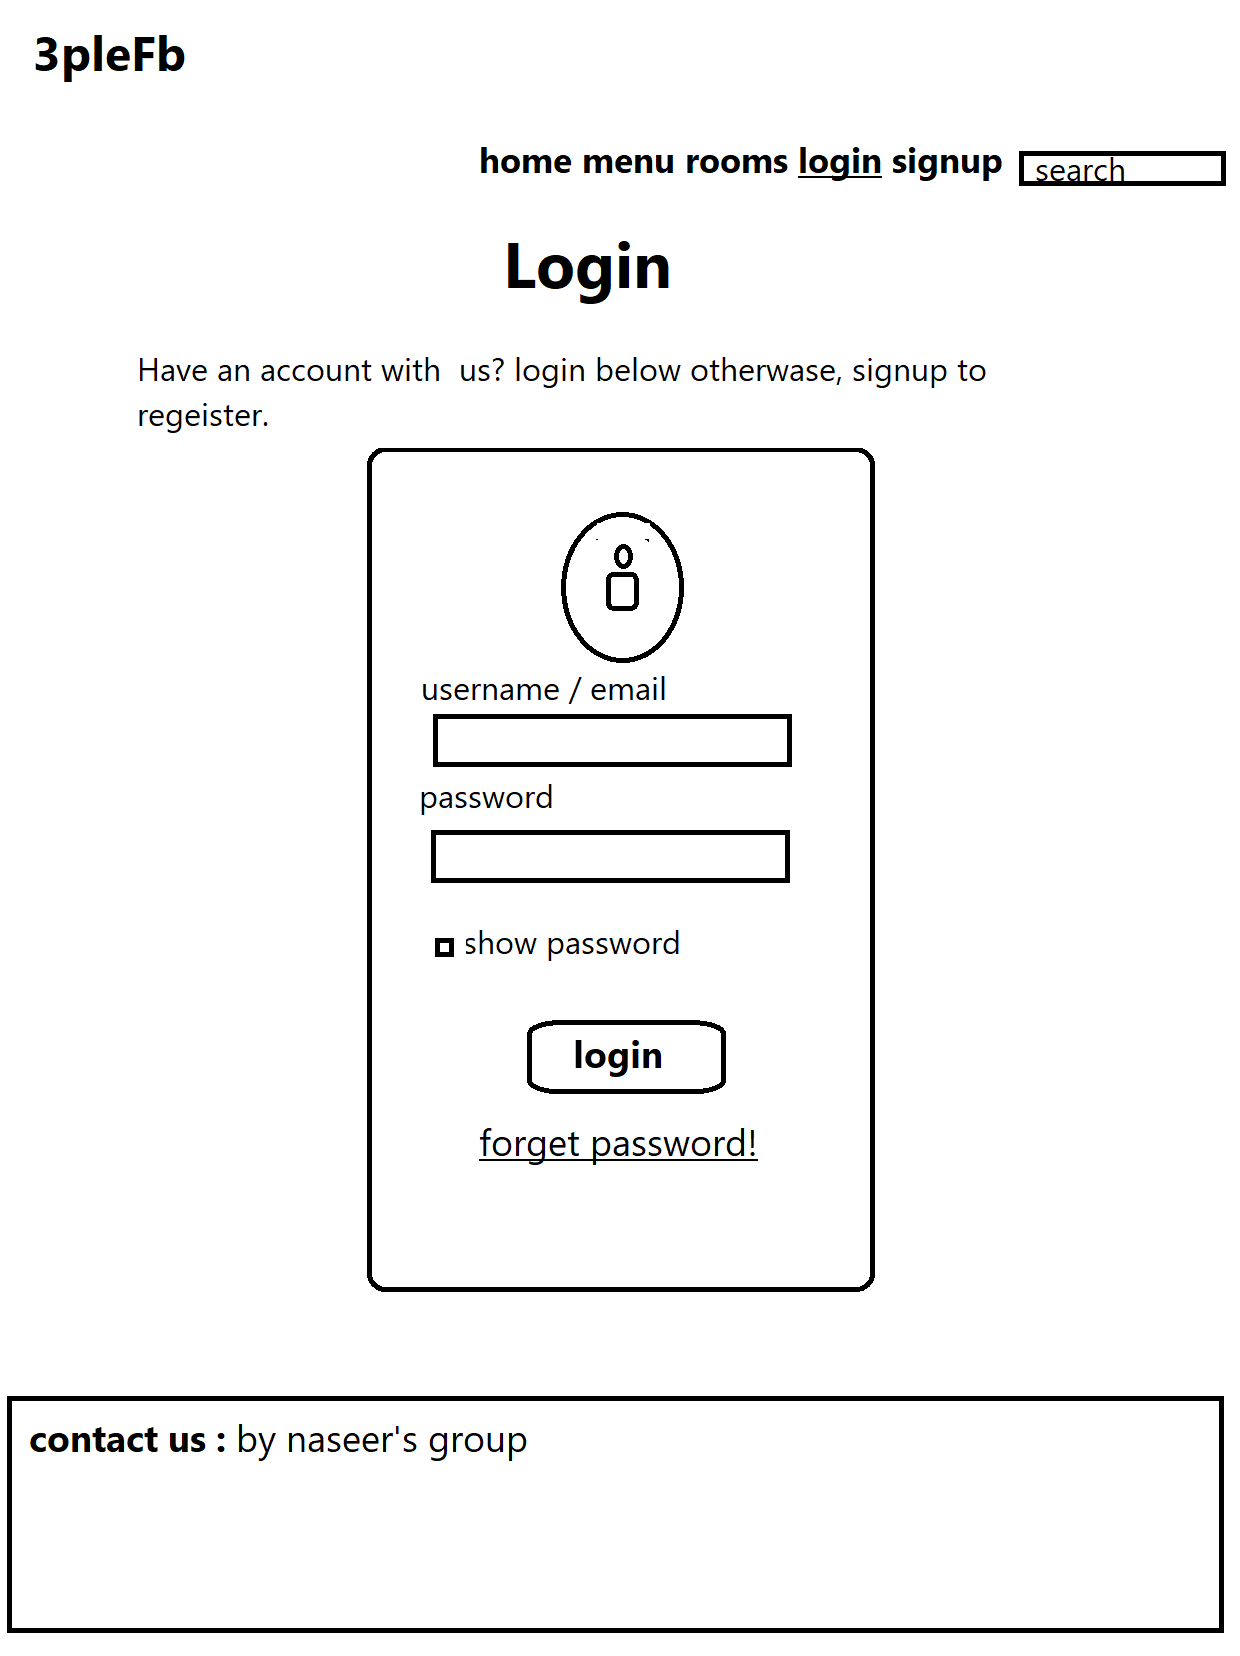 3pleFb
home menu rooms login signup search
Login
Have an account with  us? login below otherwase, signup to
regeister.
username / email
password
show password
login
forget password!
contact us : by naseer's group